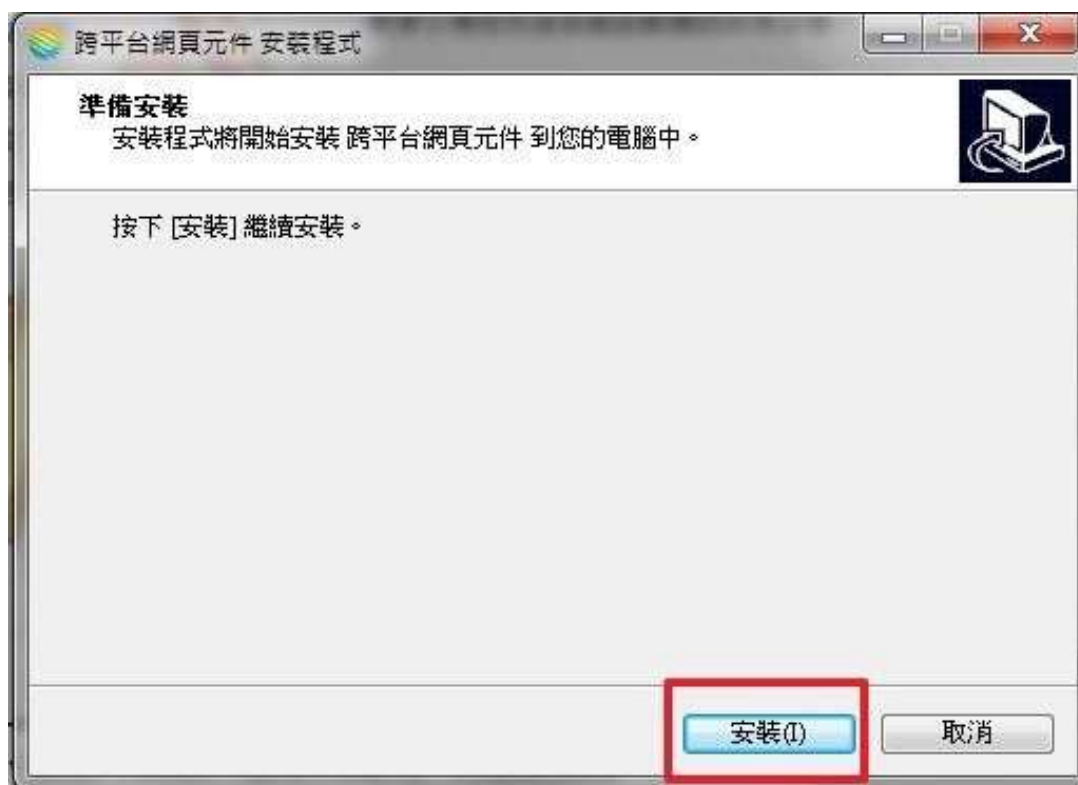 跨平台網頁元件 安裝程式
準備安裝
安裝程式將開始安裝 跨平台網頁元件 到您的電腦中。
按下 [安裝] 繼續安裝。
安裝(I)
取消